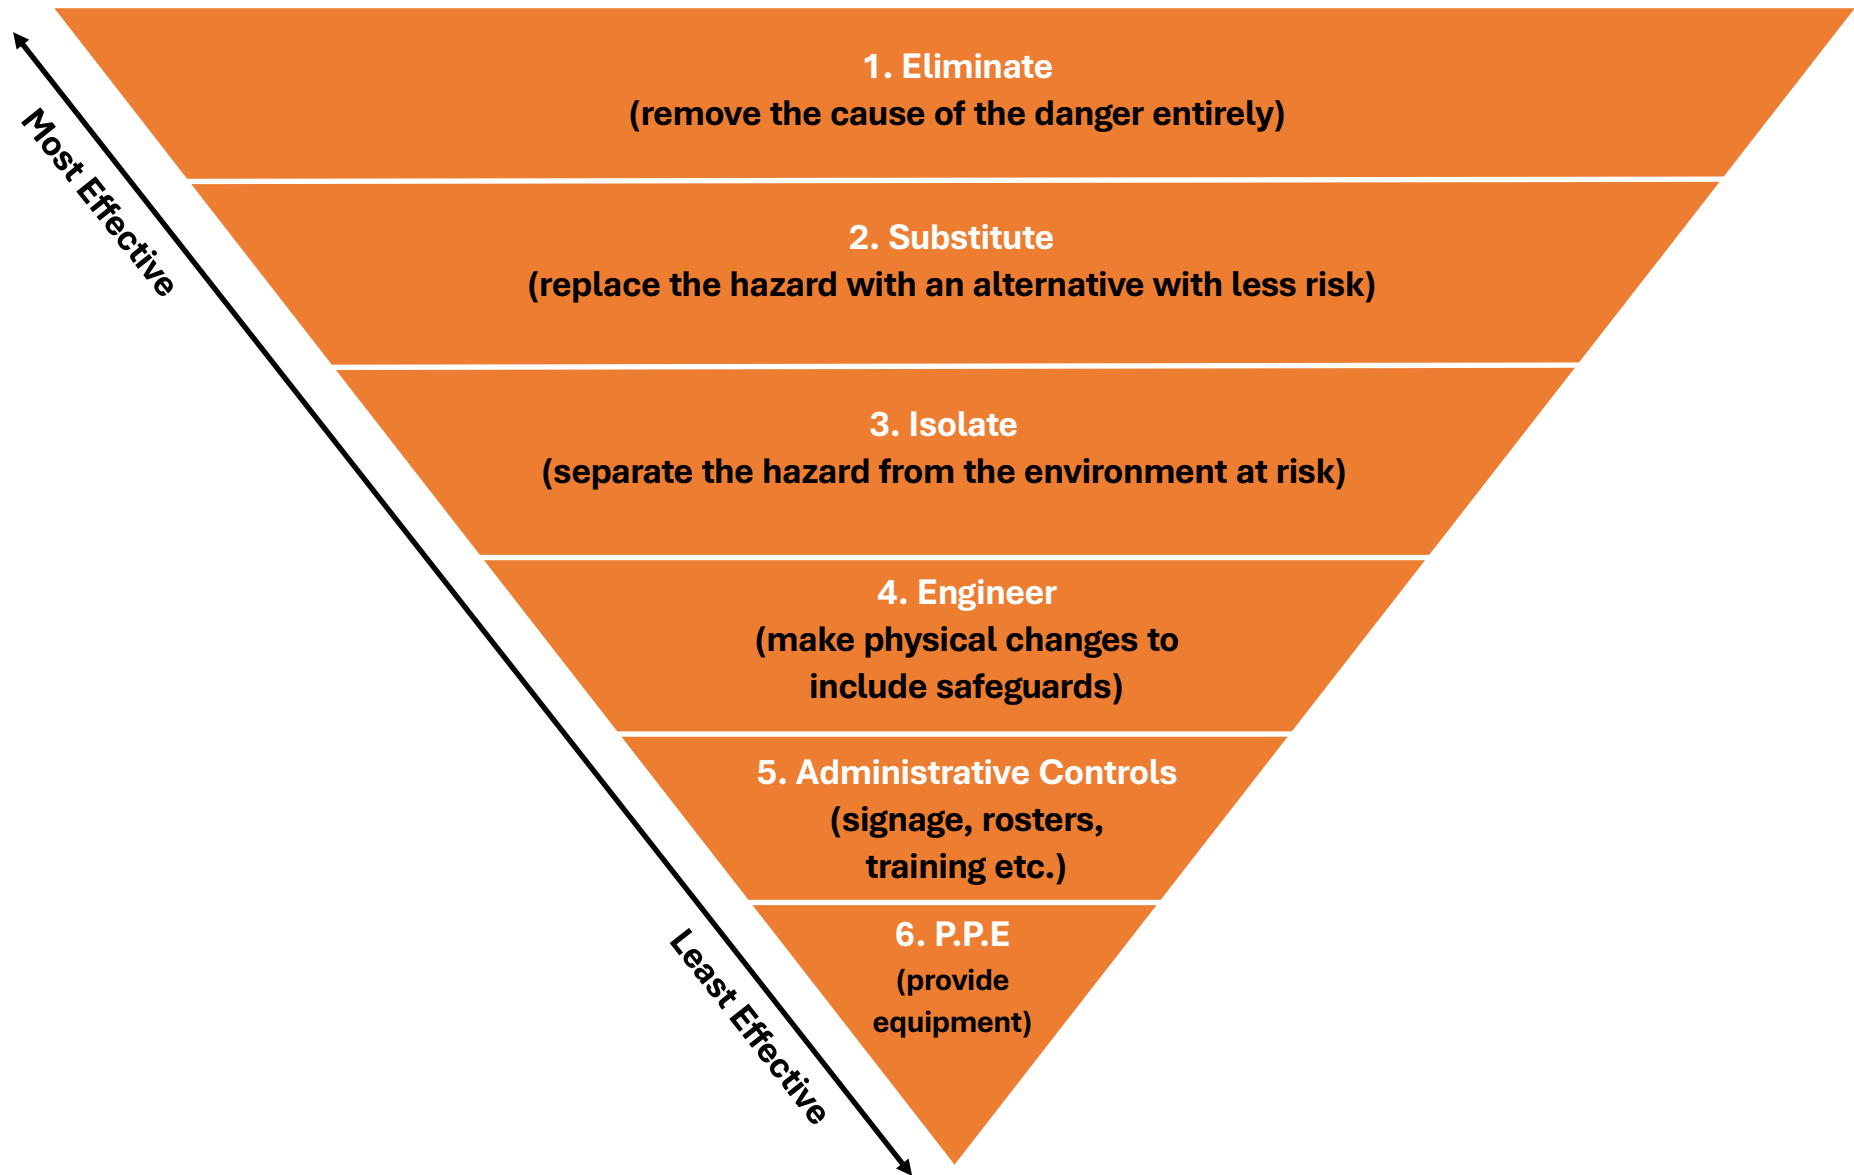 1. Eliminate
(remove the cause of the danger entirely)
Most Effective
2. Substitute
(replace the hazard with an alternative with less risk)
3. Isolate
(separate the hazard from the environment at risk)
4. Engineer
(make physical changes to
include safeguards)
5. Administrative Controls
(signage, rosters,
training etc.)
6. P.P.E
(provide
equipment)
Least Effective